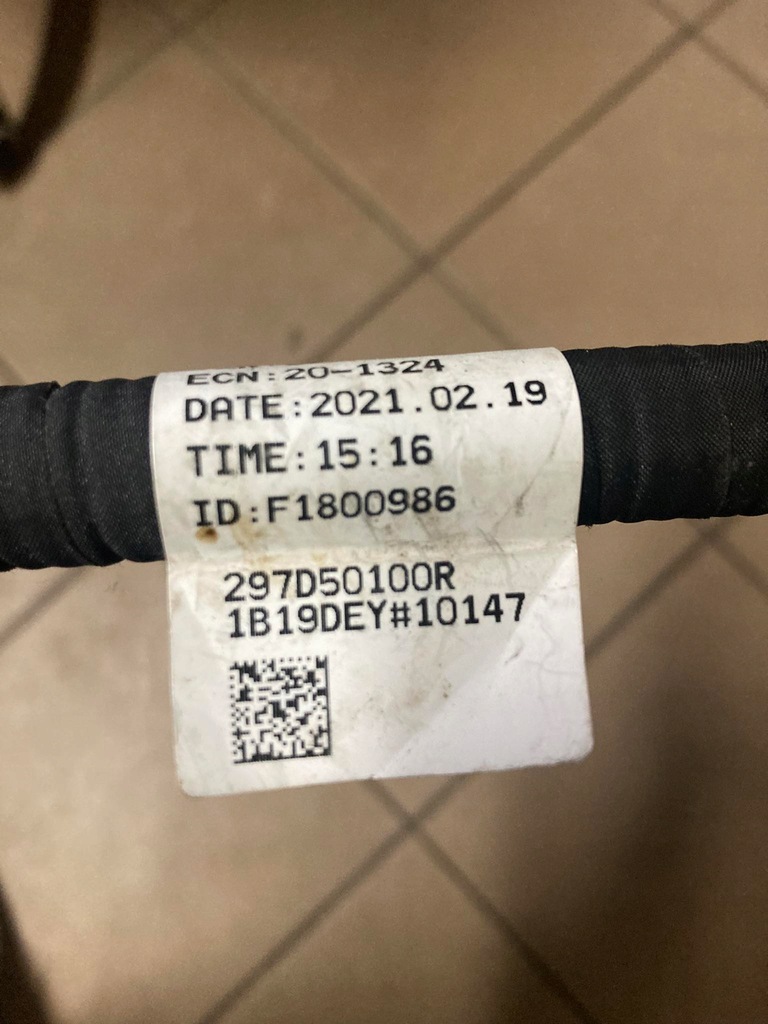 ECN:20-1324
DATE:2021.02.19
TIME:15:16
ID:F1800986
297D50100R
1B19DEY#10147